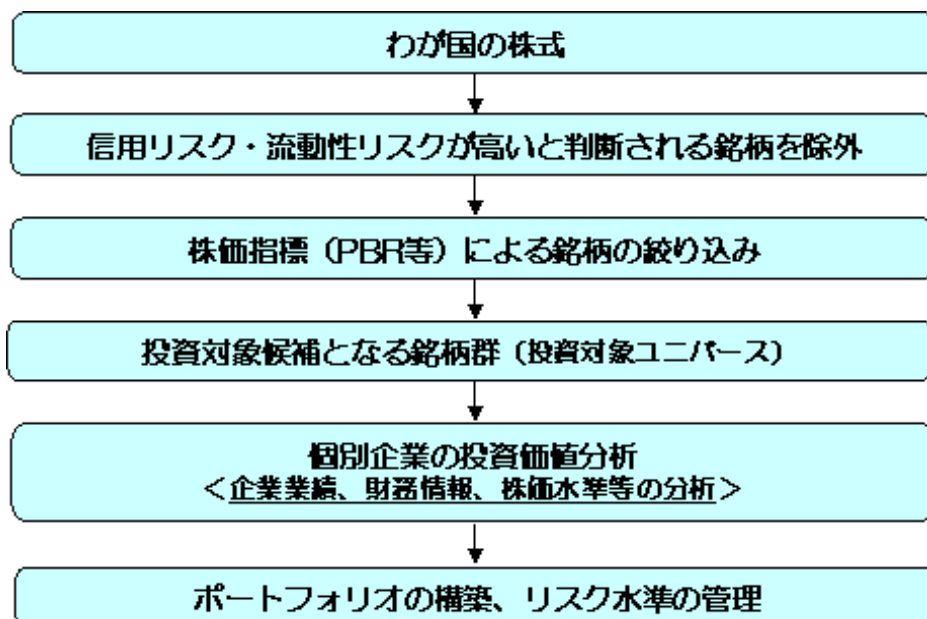 わが国の株式
信用リスク・流動性リスクが高いと判断される銘柄を除外
株価指標（PBR等）による銘柄の絞り込み
投資対象候補となる銘柄群（投資対象ユニバース）
個別企業の投資価値分析
＜企業業績、財務情報、株価水準等の分析＞
ポートフォリオの構築、リスク水準の管理